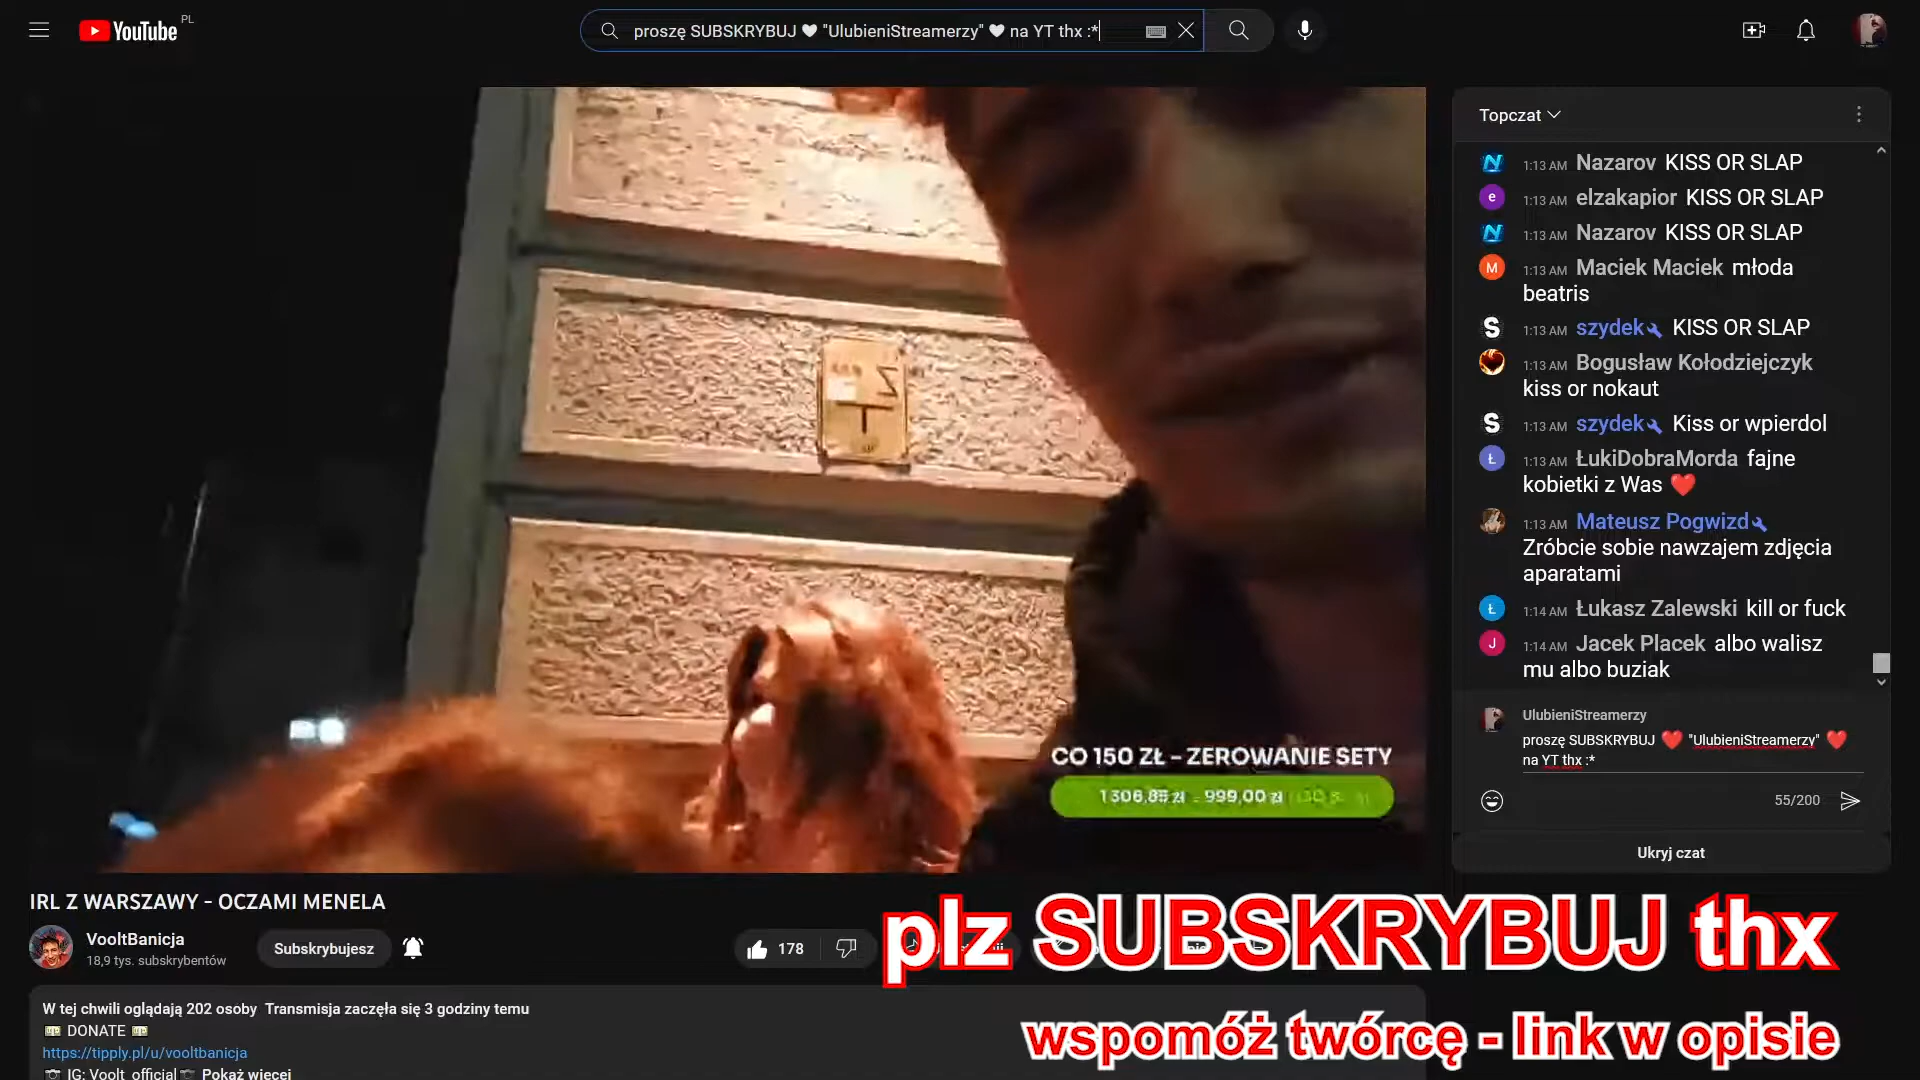 YouTube PL
proszę SUBSKRYBUJ ♥ "UlubieniStreamerzy" ♥ na YT thx :*
Topczat
1:13 AM Nazarov KISS OR SLAP
1:13 AM elzakapior KISS OR SLAP
1:13 AM Nazarov KISS OR SLAP
1:13 AM Maciek Maciek młoda
beatris
1:13 AM szydek KISS OR SLAP
1:13 AM Bogusław Kołodziejczyk
kiss or nokaut
1:13 AM szydek Kiss or wpierdol
1:13 AM ŁukiDobraMorda fajne
kobietki z Was ❤️
1:13 AM Mateusz Pogwizd
Zróbcie sobie nawzajem zdjęcia
aparatami
1:14 AM Łukasz Zalewski kill or fuck
1:14 AM Jacek Placek albo walisz
mu albo buziak
UlubieniStreamerzy
proszę SUBSKRYBUJ ❤️ "UlubieniStreamerzy" ❤️
na YT thx :*
55/200
Ukryj czat
CO 150 ZŁ - ZEROWANIE SETY
999,00 zł
IRL Z WARSZAWY - OCZAMI MENELA
VooltBanicja
18,9 tys. subskrybentów
Subskrybujesz
178
plz SUBSKRYBUJ thx
wspomóż twórcę - link w opisie
W tej chwili oglądają 202 osoby Transmisja zaczęła się 3 godziny temu
DONATE
https://tipply.pl/u/vooltbanicja
IG: Voolt_official Pokaż więcej